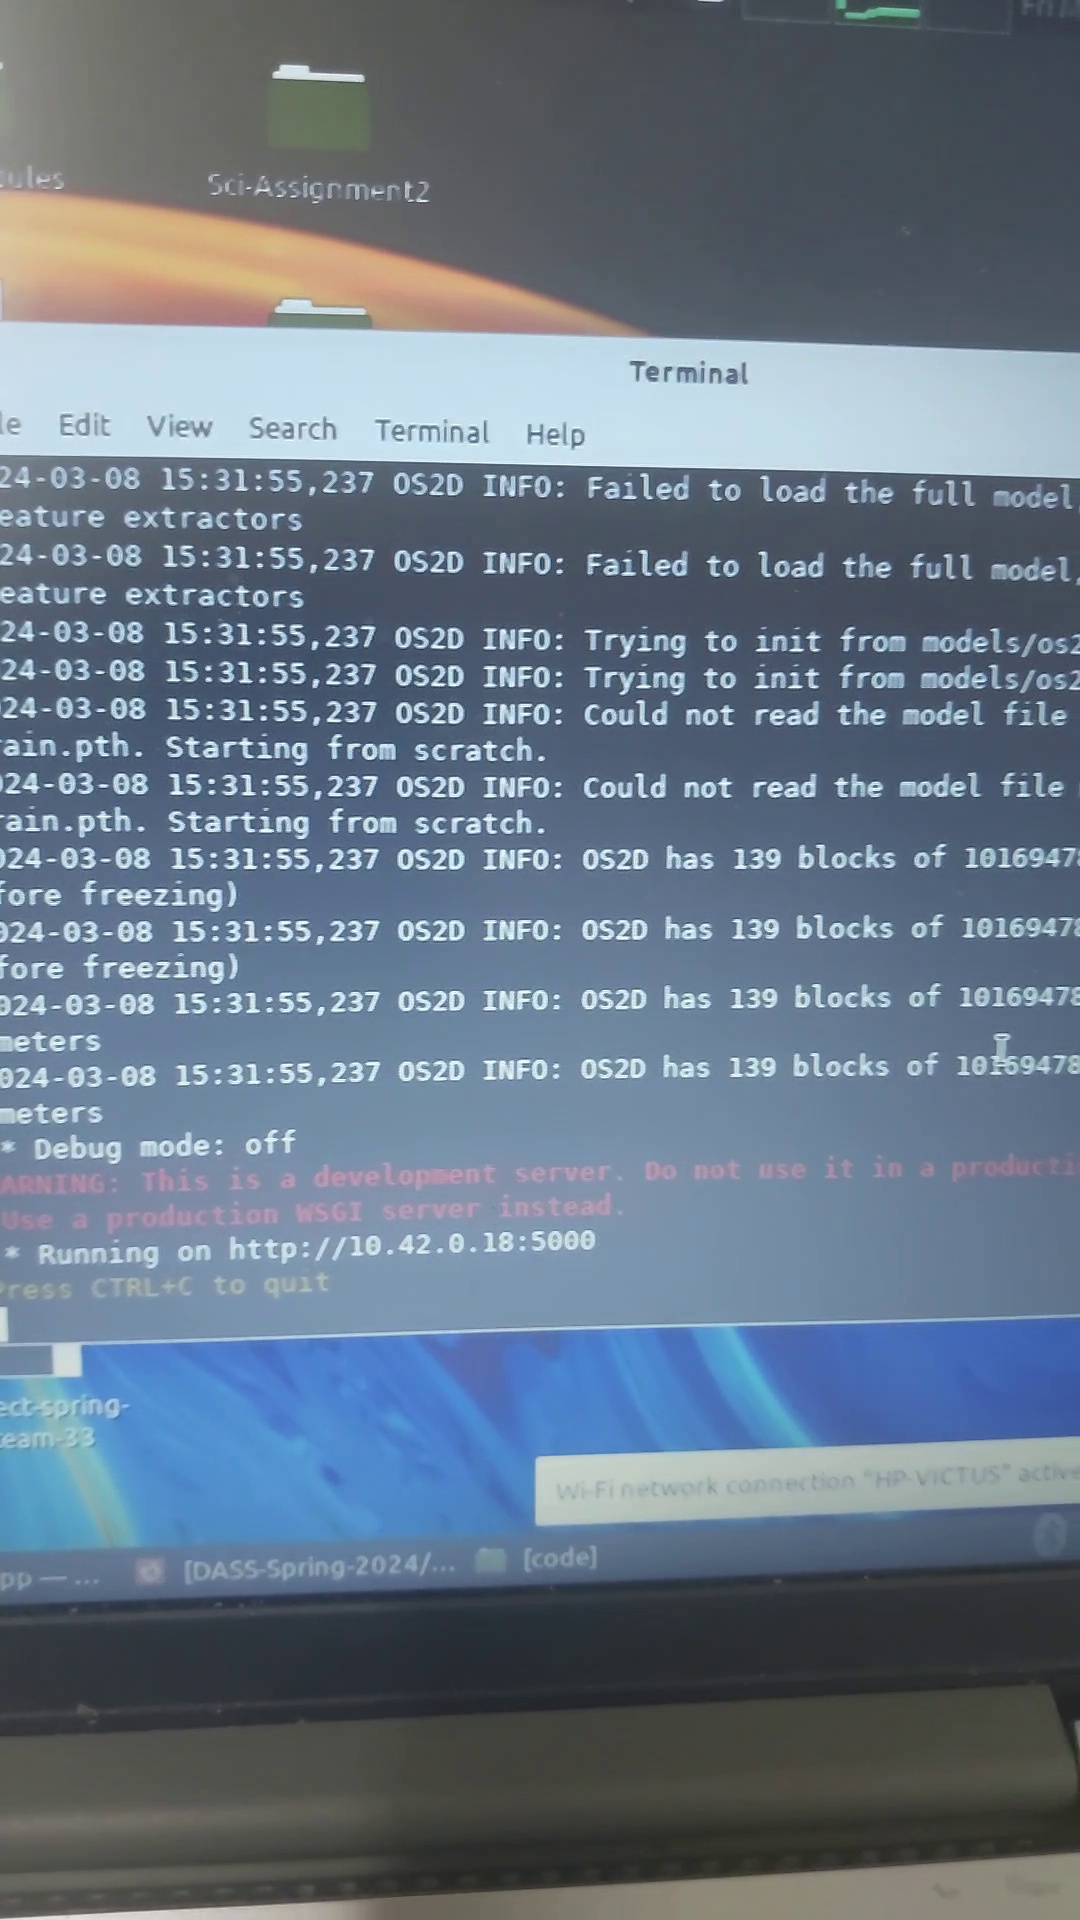 Sci-Assignment2
Terminal
Edit View Search Terminal Help
24-03-08 15:31:55,237 OS2D INFO: Failed to load the full model,
eature extractors
24-03-08 15:31:55,237 OS2D INFO: Failed to load the full model,
eature extractors
24-03-08 15:31:55,237 OS2D INFO: Trying to init from models/os2
24-03-08 15:31:55,237 OS2D INFO: Trying to init from models/os2
024-03-08 15:31:55,237 OS2D INFO: Could not read the model file
rain.pth. Starting from scratch.
024-03-08 15:31:55,237 OS2D INFO: Could not read the model file
rain.pth. Starting from scratch.
024-03-08 15:31:55,237 OS2D INFO: OS2D has 139 blocks of 10169478
fore freezing)
024-03-08 15:31:55,237 OS2D INFO: OS2D has 139 blocks of 10169478
fore freezing)
024-03-08 15:31:55,237 OS2D INFO: OS2D has 139 blocks of 10169478
meters
024-03-08 15:31:55,237 OS2D INFO: OS2D has 139 blocks of 10169478
meters
* Debug mode: off
ARNING: This is a development server. Do not use it in a producti
Use a production WSGI server instead.
* Running on http://10.42.0.18:5000
Press CTRL+C to quit
ect-spring-
team-33
Wi-Fi network connection "HP-VICTUS" active
pp — ... [DASS-Spring-2024/... [code]